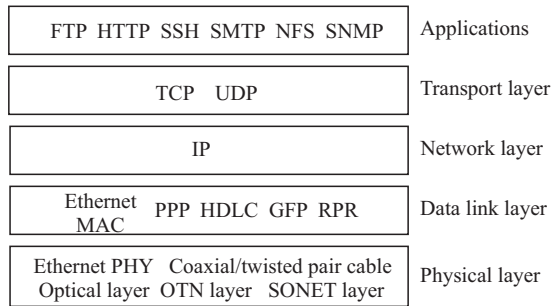 FTP HTTP SSH SMTP NFS SNMP
Applications
TCP UDP
Transport layer
IP
Network layer
Ethernet MAC
PPP HDLC GFP RPR
Data link layer
Ethernet PHY Coaxial/twisted pair cable
Optical layer OTN layer SONET layer
Physical layer